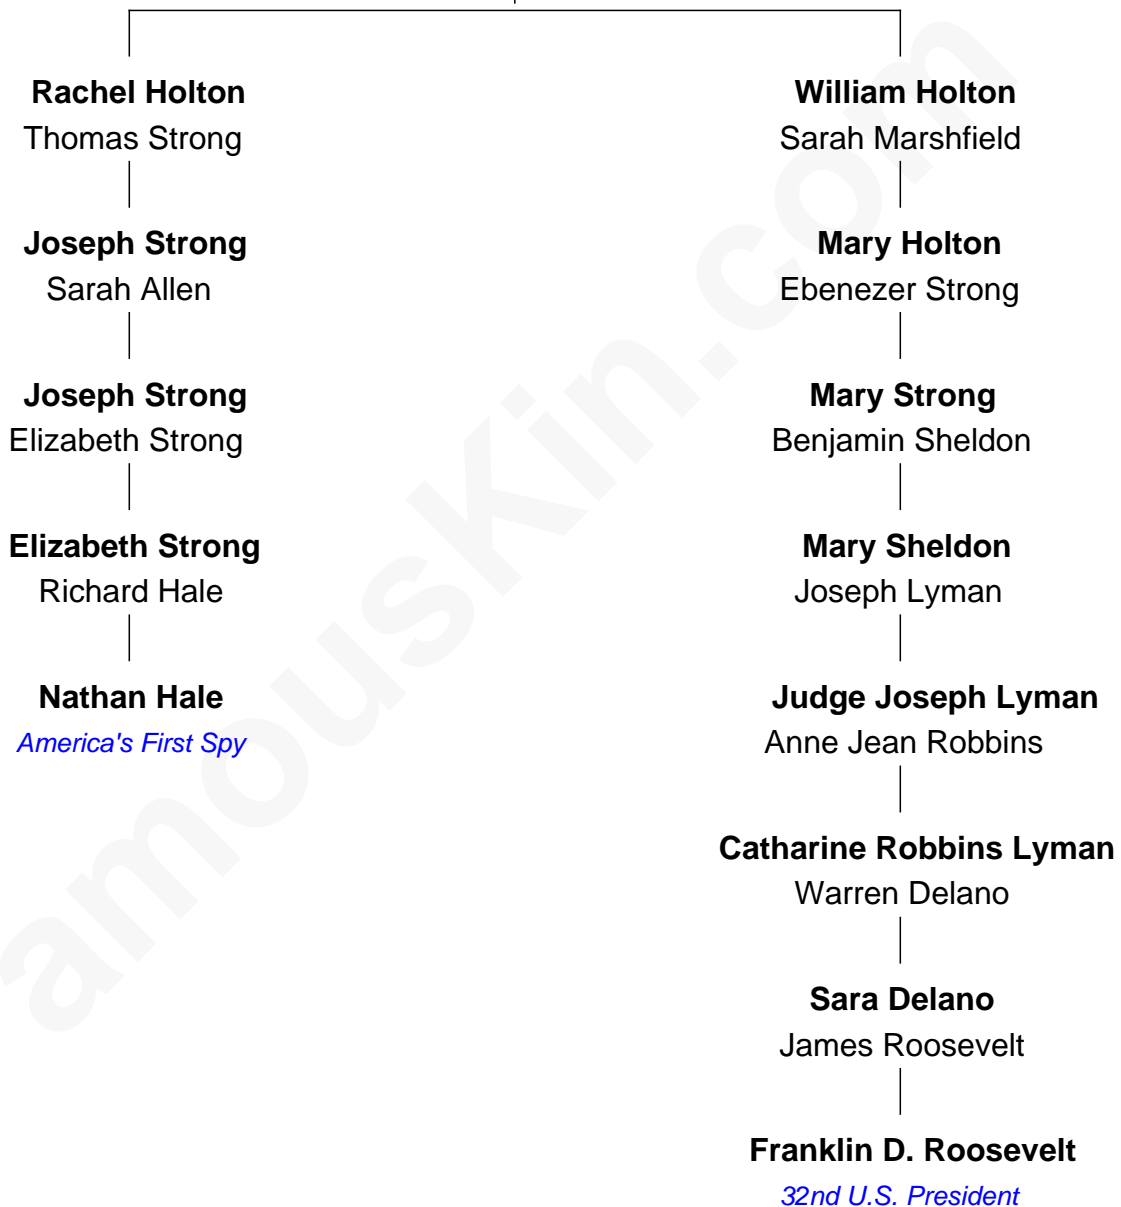 Rachel Holton
Thomas Strong
Joseph Strong
Sarah Allen
Joseph Strong
Elizabeth Strong
Elizabeth Strong
Richard Hale
Nathan Hale
America's First Spy
William Holton
Sarah Marshfield
Mary Holton
Ebenezer Strong
Mary Strong
Benjamin Sheldon
Mary Sheldon
Joseph Lyman
Judge Joseph Lyman
Anne Jean Robbins
Catharine Robbins Lyman
Warren Delano
Sara Delano
James Roosevelt
Franklin D. Roosevelt
32nd U.S. President
amousKin.com